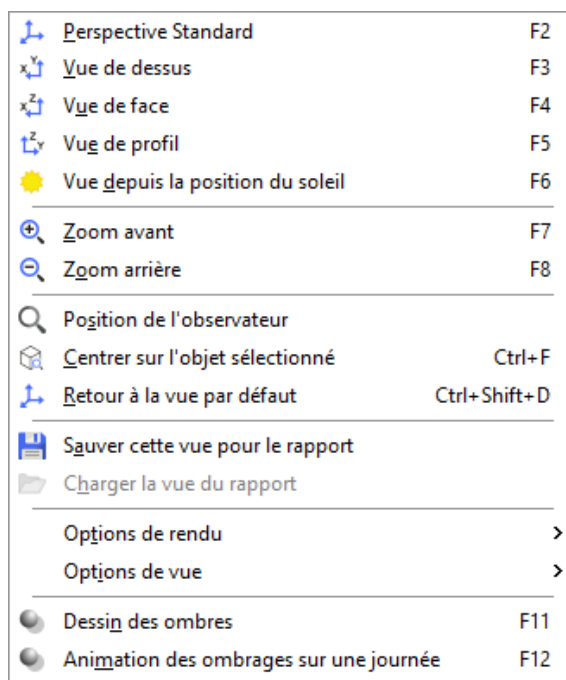 Perspective Standard F2
Vue de dessus F3
Vue de face F4
Vue de profil F5
Vue depuis la position du soleil F6
Zoom avant F7
Zoom arrière F8
Position de l'observateur
Centrer sur l'objet sélectionné Ctrl+F
Retour à la vue par défaut Ctrl+Shift+D
Sauver cette vue pour le rapport
Charger la vue du rapport
Options de rendu
Options de vue
Dessin des ombres F11
Animation des ombrages sur une journée F12